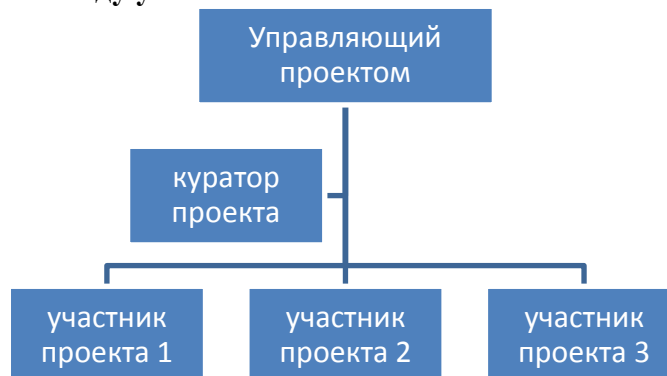 Управляющий
проектом
куратор
проекта
участник
проекта 1
участник
проекта 2
участник
проекта 3